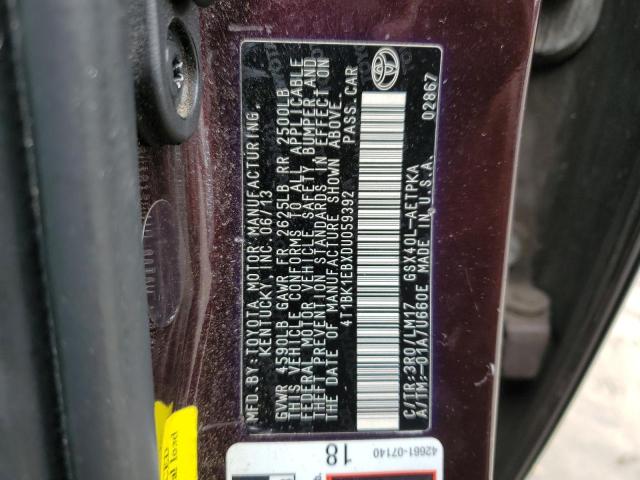 MFD. BY: TOYOTA MOTOR MANUFACTURING,
KENTUCKY, INC. 06/13
GVWR 4590LB GAWR FR 2625LB RR 2500LB
THIS VEHICLE CONFORMS TO ALL APPLICABLE
FEDERAL MOTOR VEHICLE SAFETY, BUMPER, AND
THEFT PREVENTION STANDARDS IN EFFECT ON
THE DATE OF MANUFACTURE SHOWN ABOVE.
4T1BK1EBXDU059392 PASS. CAR
C/TR:3R0/LM17 GSX40L-AETPKA
A/TM:-01A/U660E MADE IN U.S.A. 02867
42661-07140
18